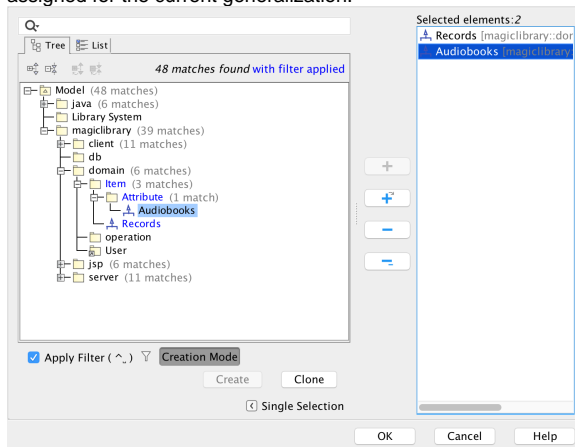 assigned for the current generalization.
Selected elements:2
Tree
List
48 matches found with filter applied
Records [magiclibrary::dor
Audiobooks [magiclibrary:
Model (48 matches)
java (6 matches)
Library System
magiclibrary (39 matches)
client (11 matches)
db
domain (6 matches)
Item (3 matches)
Attribute (1 match)
Audiobooks
Records
operation
User
jsp (6 matches)
server (11 matches)
Apply Filter ( ^_ )
Creation Mode
Create
Clone
Single Selection
OK
Cancel
Help